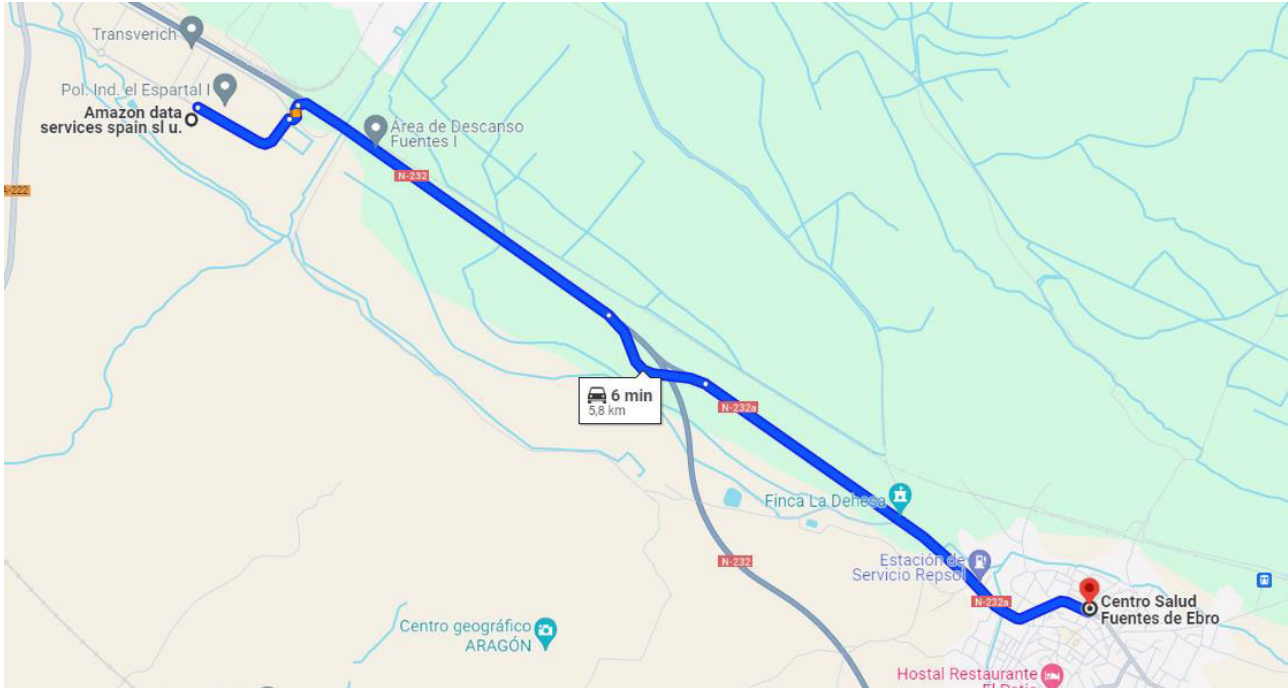 Transverich
Pol. Ind. el Espartal I
Amazon data
services spain sl u.
Área de Descanso
Fuentes I
N-232
-222
6 min
5,8 km
N-232a
Finca La Dehesa
Estación de
Servicio Repsol
N-232
N-232a
Centro Salud
Fuentes de Ebro
Centro geográfico
ARAGÓN
Hostal Restaurante